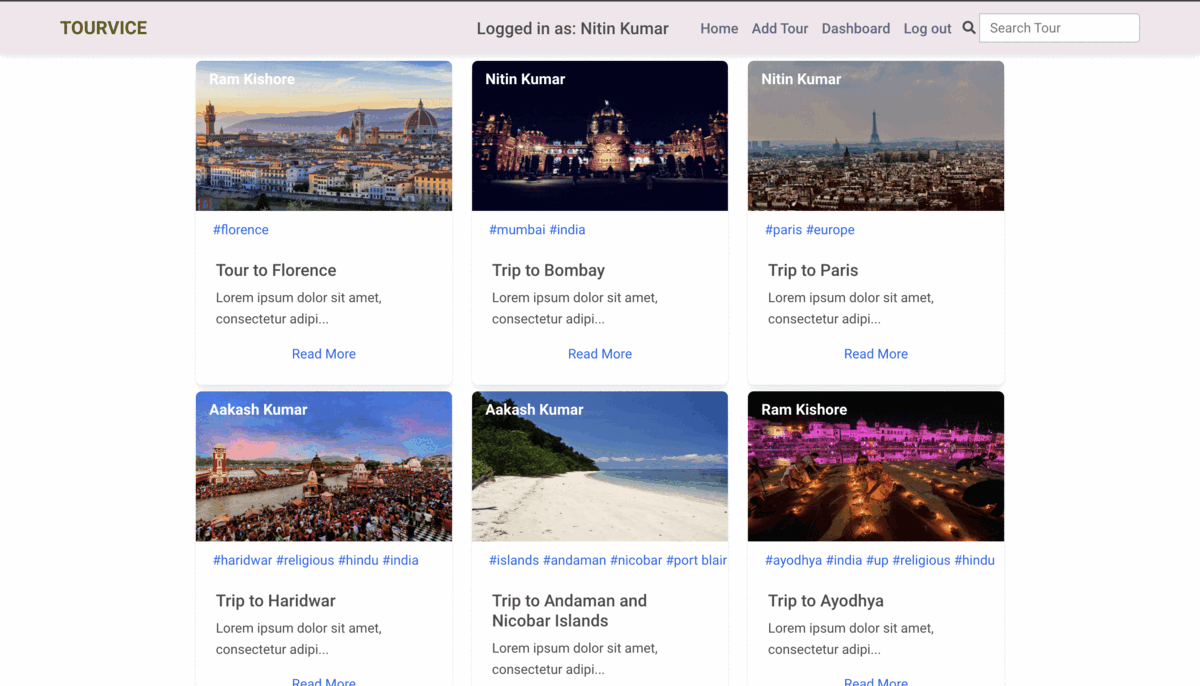 TOURVICE
Logged in as: Nitin Kumar
Home Add Tour Dashboard Log out
Search Tour
Ram Kishore
#florence
Tour to Florence
Lorem ipsum dolor sit amet,
consectetur adipi...
Read More
Nitin Kumar
#mumbai #india
Trip to Bombay
Lorem ipsum dolor sit amet,
consectetur adipi...
Read More
Nitin Kumar
#paris #europe
Trip to Paris
Lorem ipsum dolor sit amet,
consectetur adipi...
Read More
Aakash Kumar
#haridwar #religious #hindu #india
Trip to Haridwar
Lorem ipsum dolor sit amet,
consectetur adipi...
Read More
Aakash Kumar
#islands #andaman #nicobar #port blair
Trip to Andaman and
Nicobar Islands
Lorem ipsum dolor sit amet,
consectetur adipi...
Ram Kishore
#ayodhya #india #up #religious #hindu
Trip to Ayodhya
Lorem ipsum dolor sit amet,
consectetur adipi...
Read More